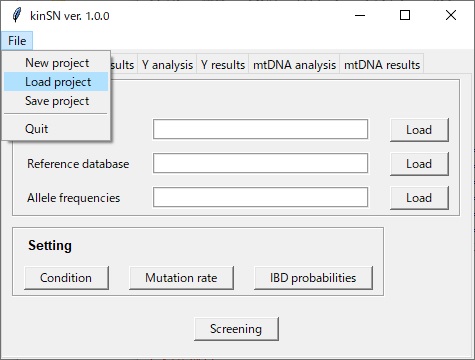 kinSN ver. 1.0.0
File
New project
Load project
Save project
Quit
Y analysis Y results mtDNA analysis mtDNA results
Load
Reference database Load
Allele frequencies Load
Setting
Condition Mutation rate IBD probabilities
Screening